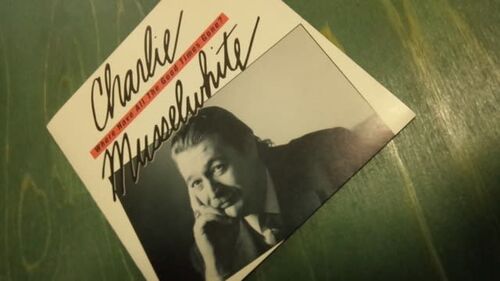 Charlie
Where Have All The Good Times Gone?
Musselwhite